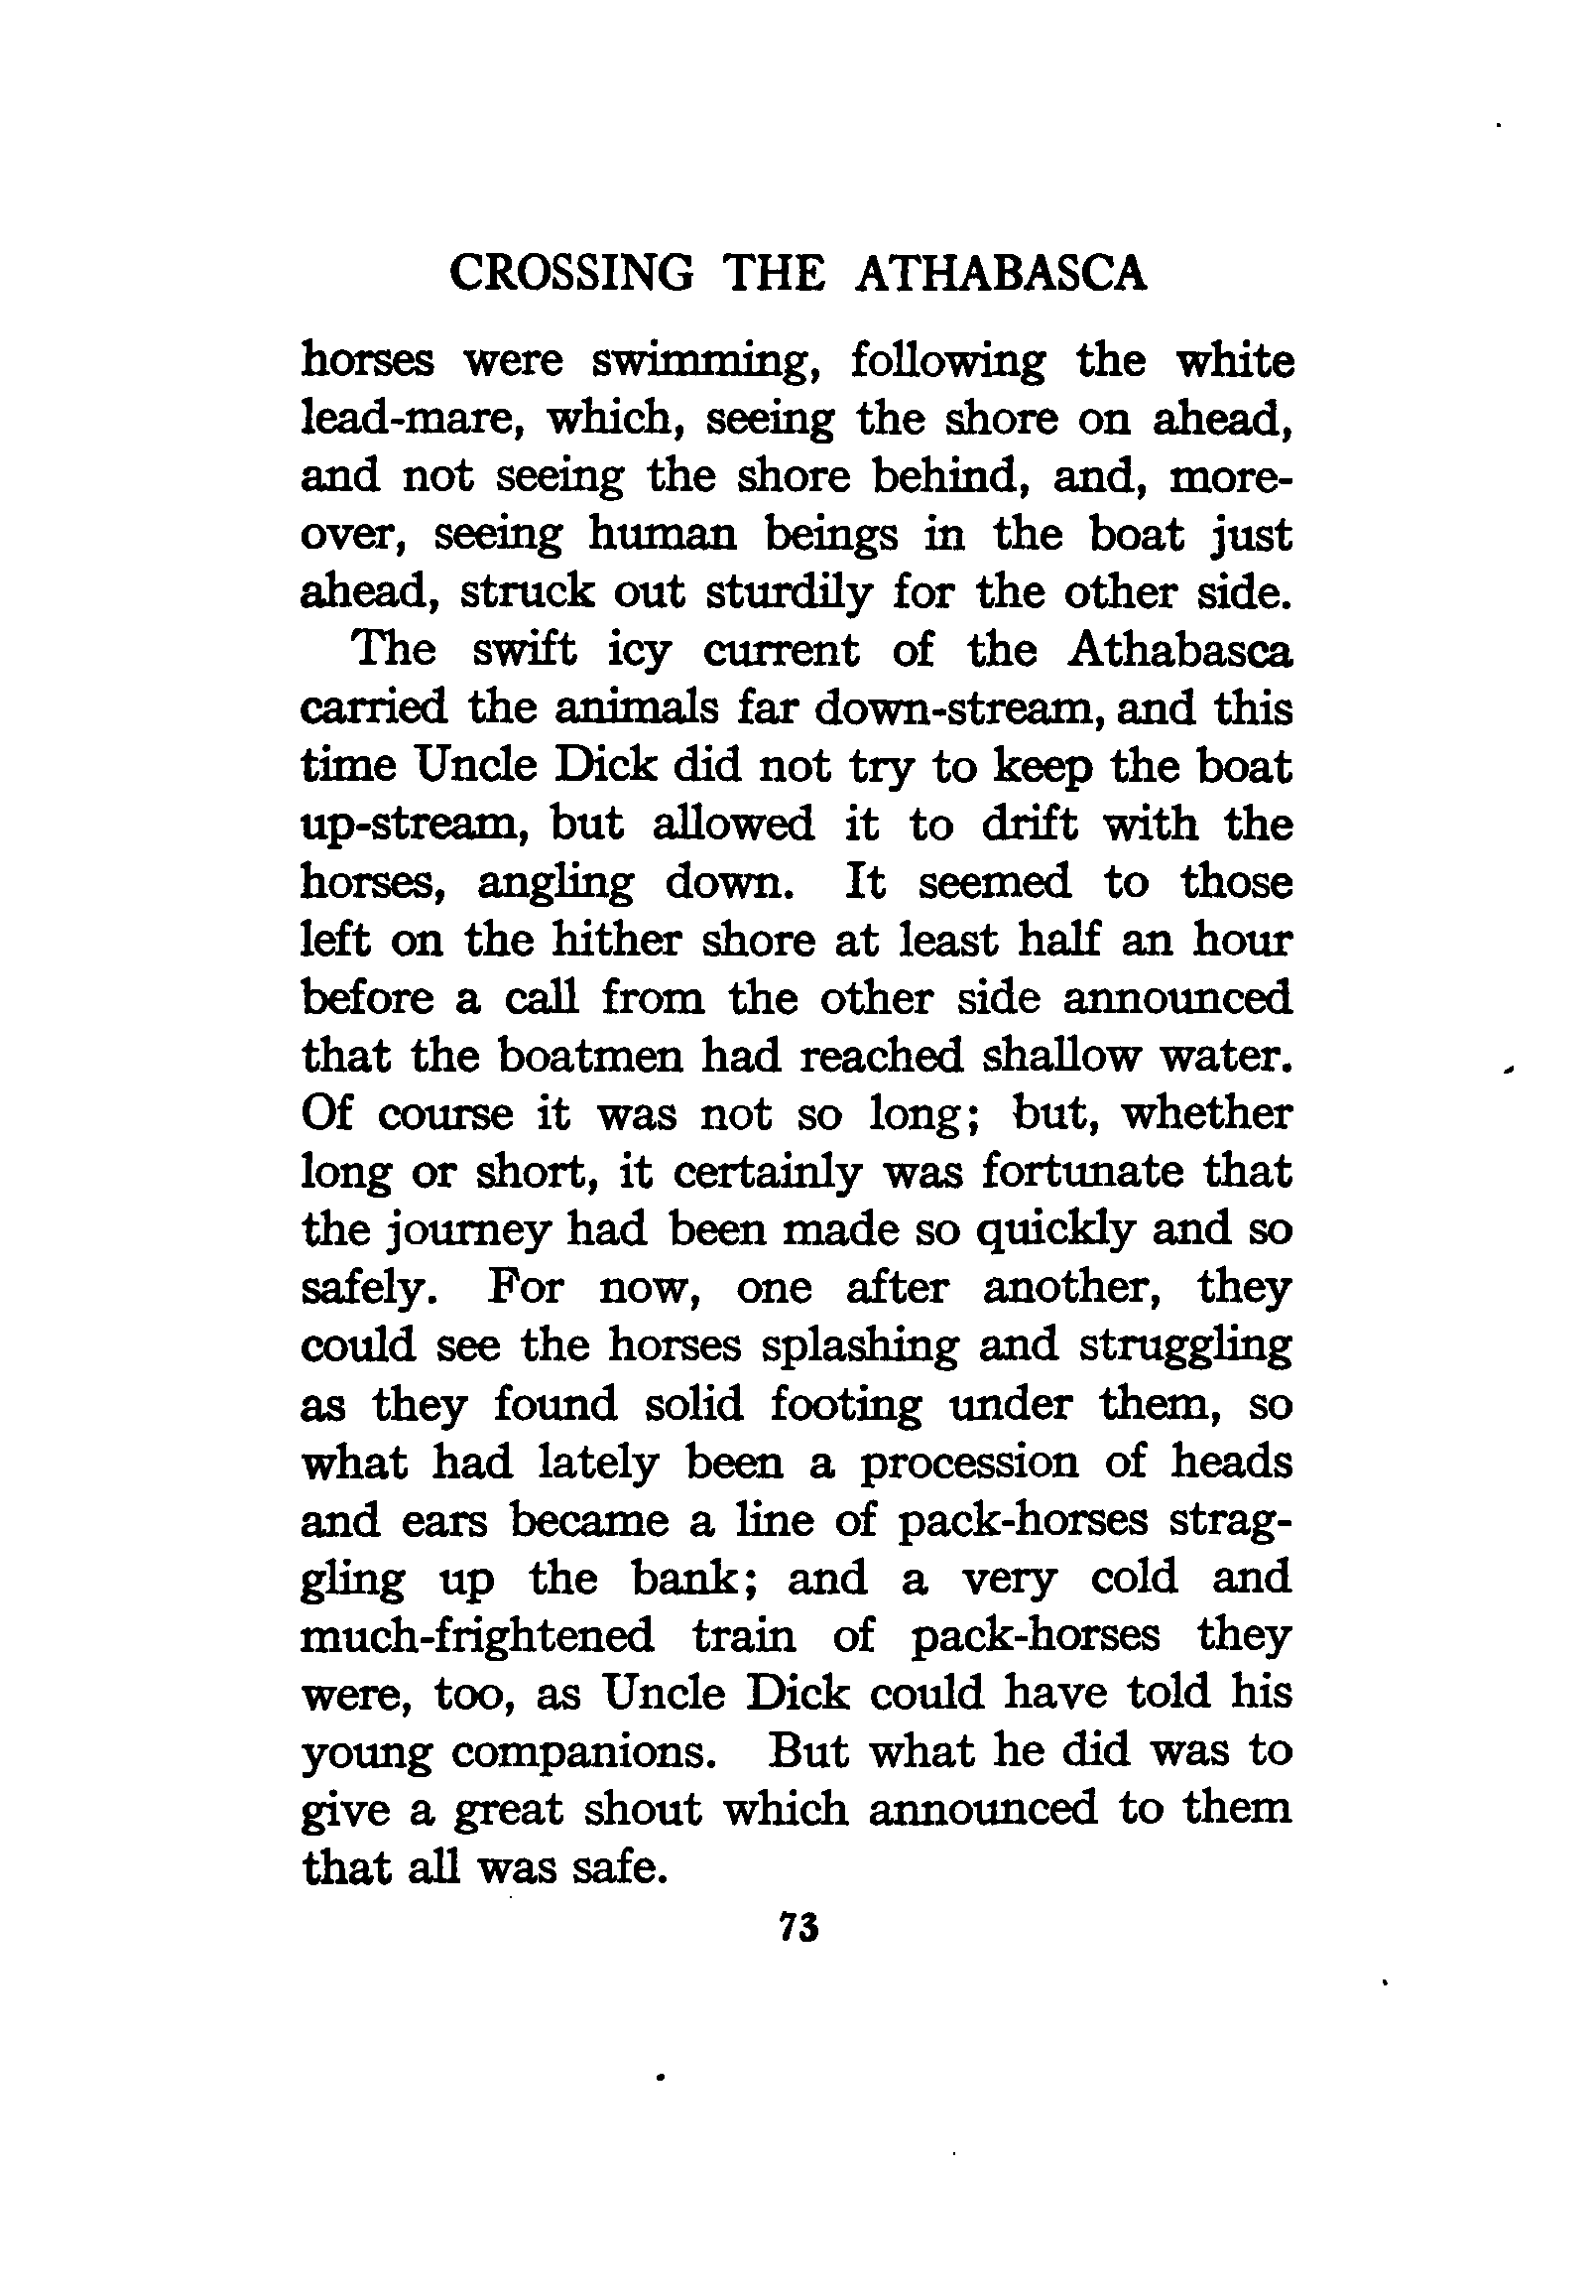 CROSSING THE ATHABASCA
horses were swimming, following the white
lead-mare, which, seeing the shore on ahead,
and not seeing the shore behind, and, more-
over, seeing human beings in the boat just
ahead, struck out sturdily for the other side.
The swift icy current of the Athabasca
carried the animals far down-stream, and this
time Uncle Dick did not try to keep the boat
up-stream, but allowed it to drift with the
horses, angling down. It seemed to those
left on the hither shore at least half an hour
before a call from the other side announced
that the boatmen had reached shallow water.
Of course it was not so long; but, whether
long or short, it certainly was fortunate that
the journey had been made so quickly and so
safely. For now, one after another, they
could see the horses splashing and struggling
as they found solid footing under them, so
what had lately been a procession of heads
and ears became a line of pack-horses strag-
gling up the bank; and a very cold and
much-frightened train of pack-horses they
were, too, as Uncle Dick could have told his
young companions. But what he did was to
give a great shout which announced to them
that all was safe.
73